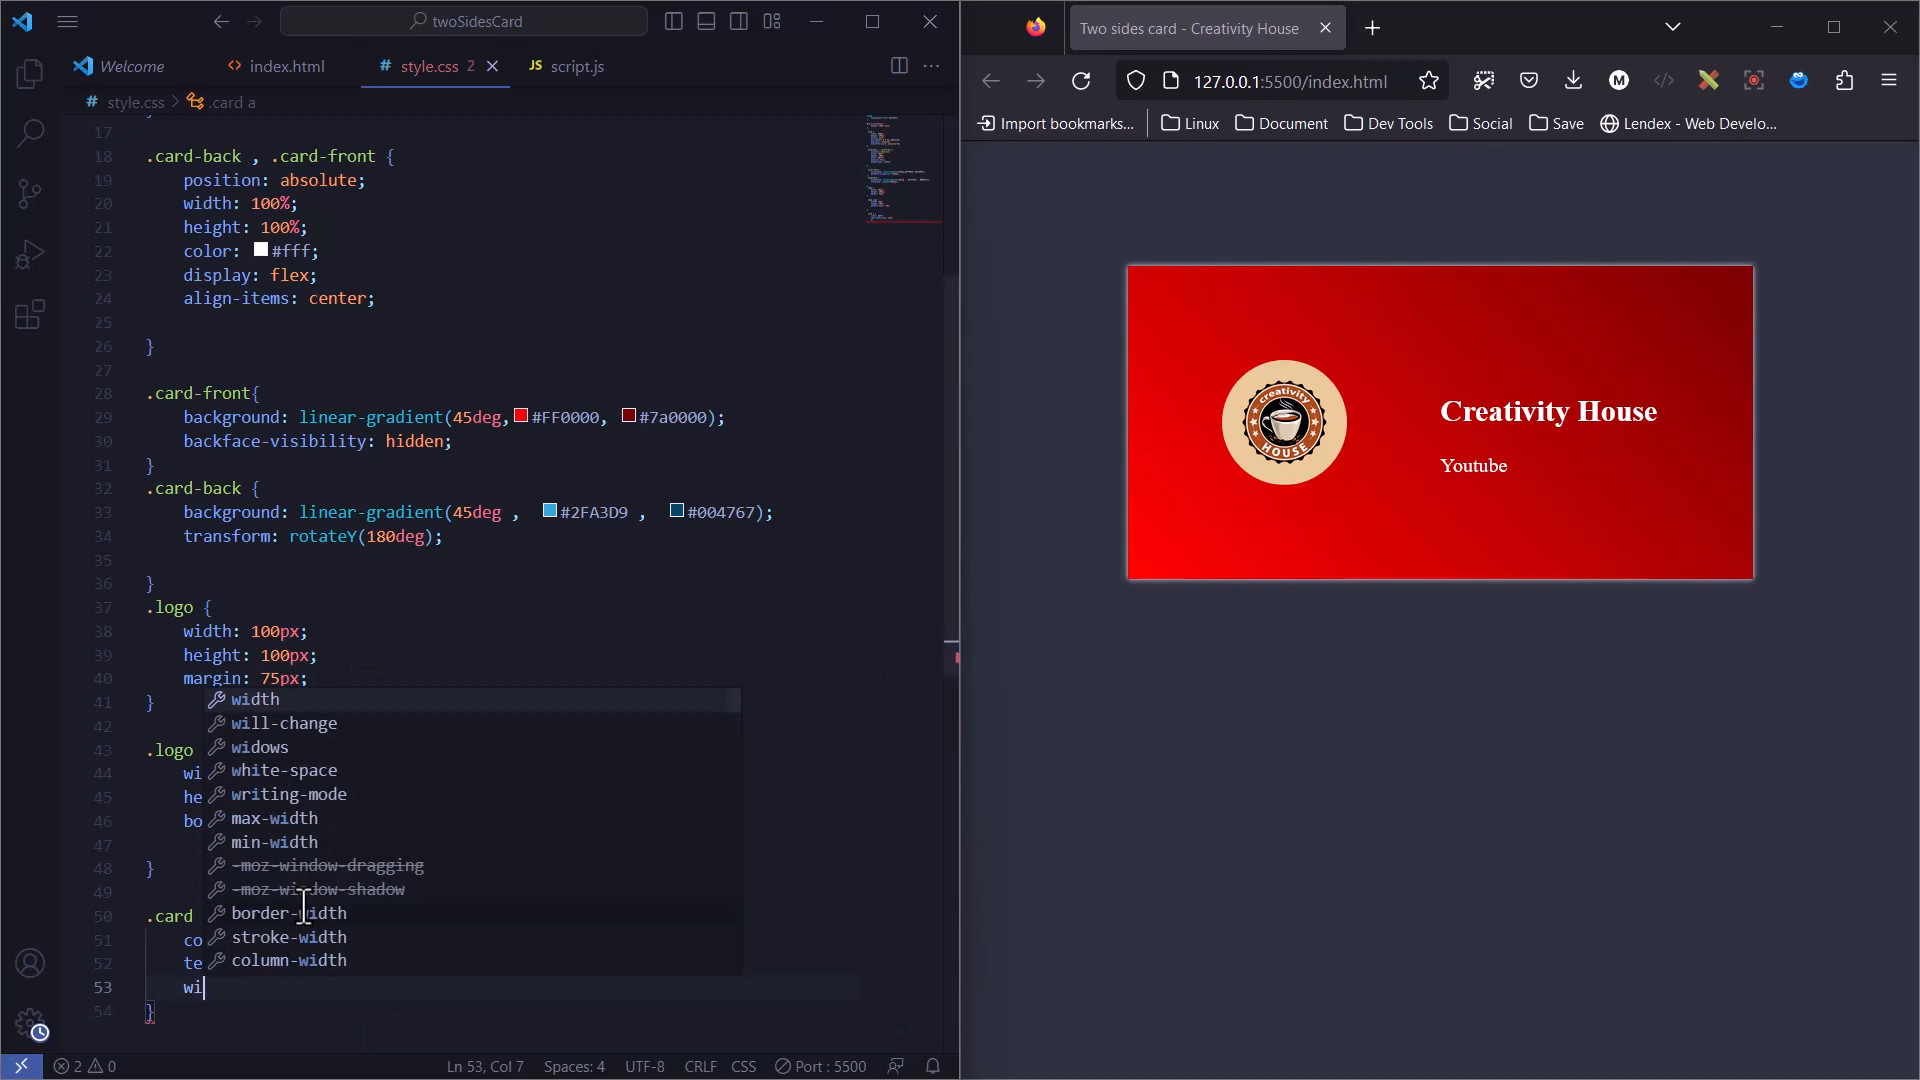 twoSidesCard
Welcome
index.html
style.css 2
JS script.js
# style.css > .card a
17
18 .card-back , .card-front {
19 position: absolute;
20 width: 100%;
21 height: 100%;
22 color: #fff;
23 display: flex;
24 align-items: center;
25
26 }
27
28 .card-front{
29 background: linear-gradient(45deg, #FF0000, #7a0000);
30 backface-visibility: hidden;
31 }
32 .card-back {
33 background: linear-gradient(45deg , #2FA3D9 , #004767);
34 transform: rotateY(180deg);
35
36 }
37 .logo {
38 width: 100px;
39 height: 100px;
40 margin: 75px;
41 }
42
43 .logo
44 wi
45 he
46 bo
47
48 }
49
50 .card
51 co
52 te
53 wi
54 }
width
will-change
widows
white-space
writing-mode
max-width
min-width
-moz-window-dragging
-moz-window-shadow
border-width
stroke-width
column-width
2 0
Ln 53, Col 7
Spaces: 4
UTF-8
CRLF
CSS
Port : 5500
Two sides card - Creativity House
127.0.0.1:5500/index.html
Import bookmarks...
Linux
Document
Dev Tools
Social
Save
Lendex - Web Develo...
creativity
HOUSE
Creativity House
Youtube